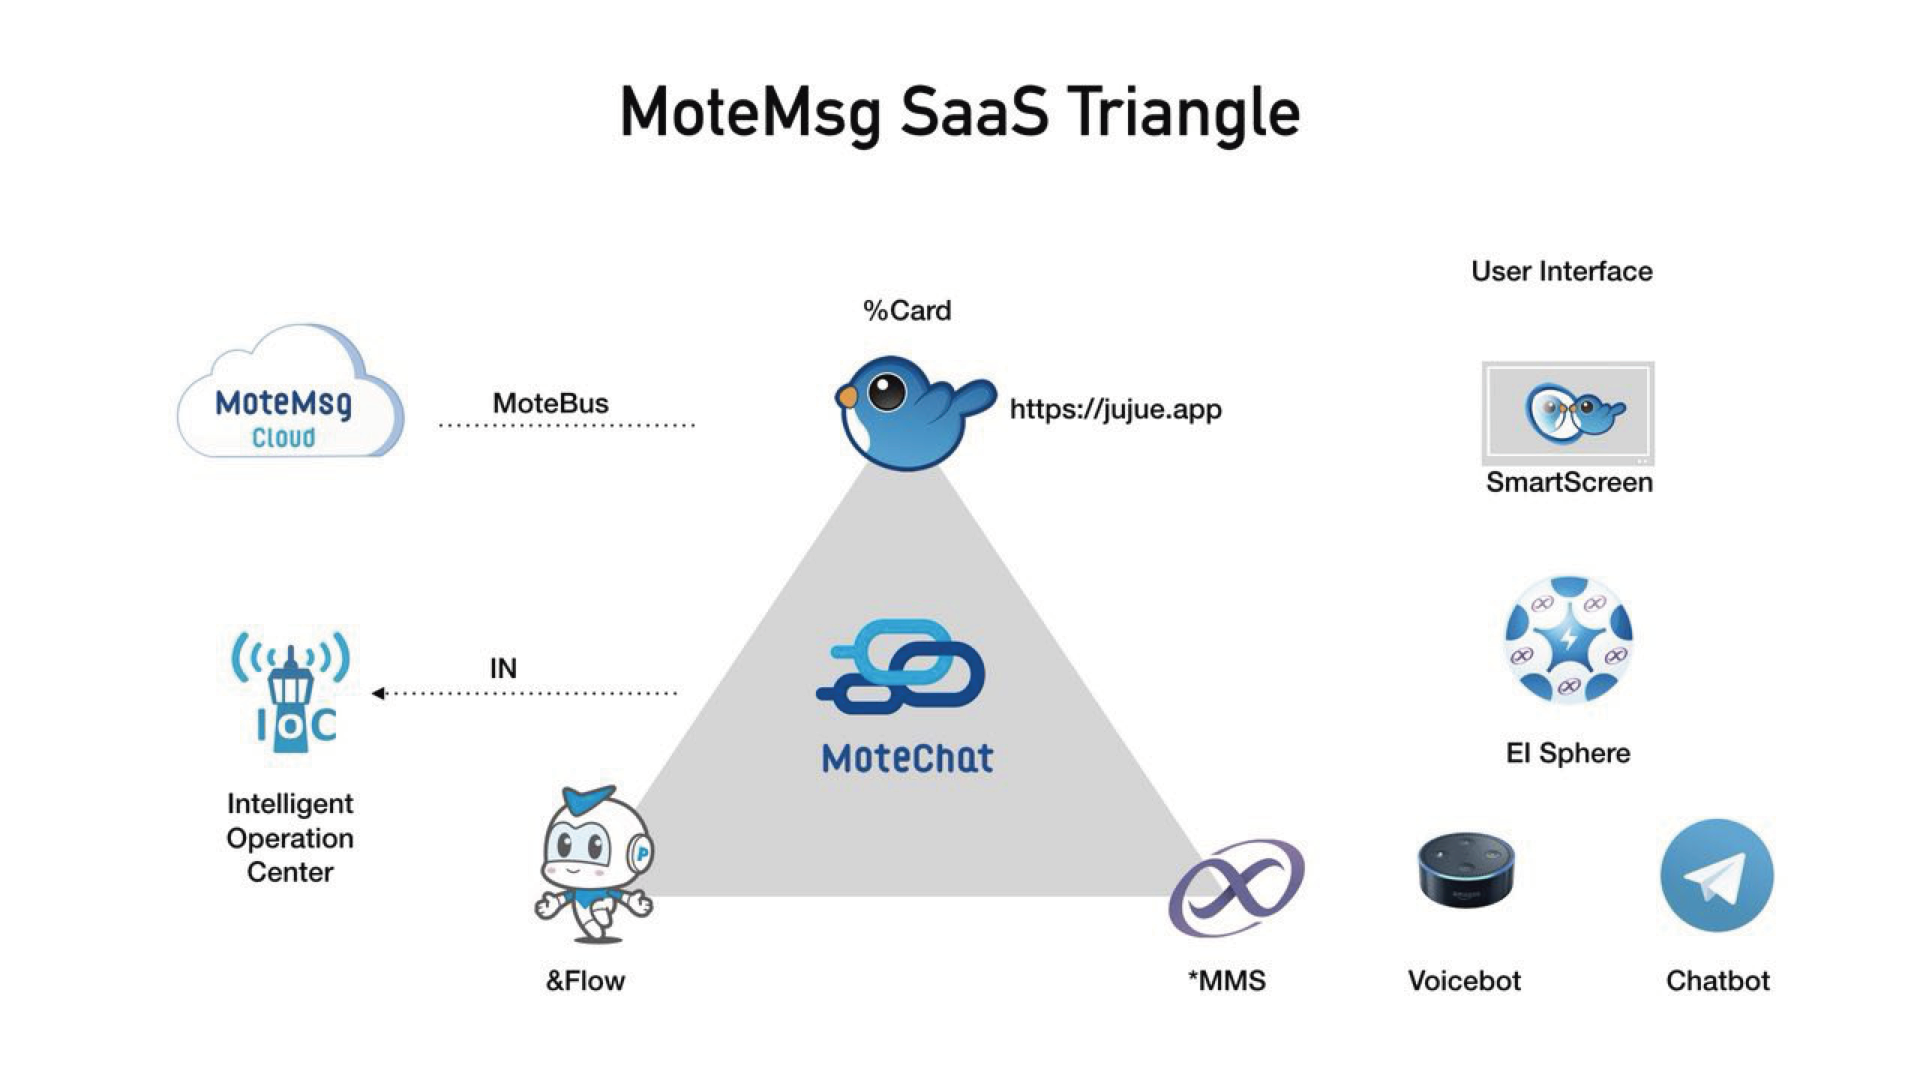 MoteMsg SaaS Triangle
User Interface
%Card
MoteMsg
Cloud
MoteBus
https://jujue.app
SmartScreen
IN
IoC
MoteChat
EI Sphere
Intelligent
Operation
Center
P
&Flow
*MMS
Voicebot
Chatbot